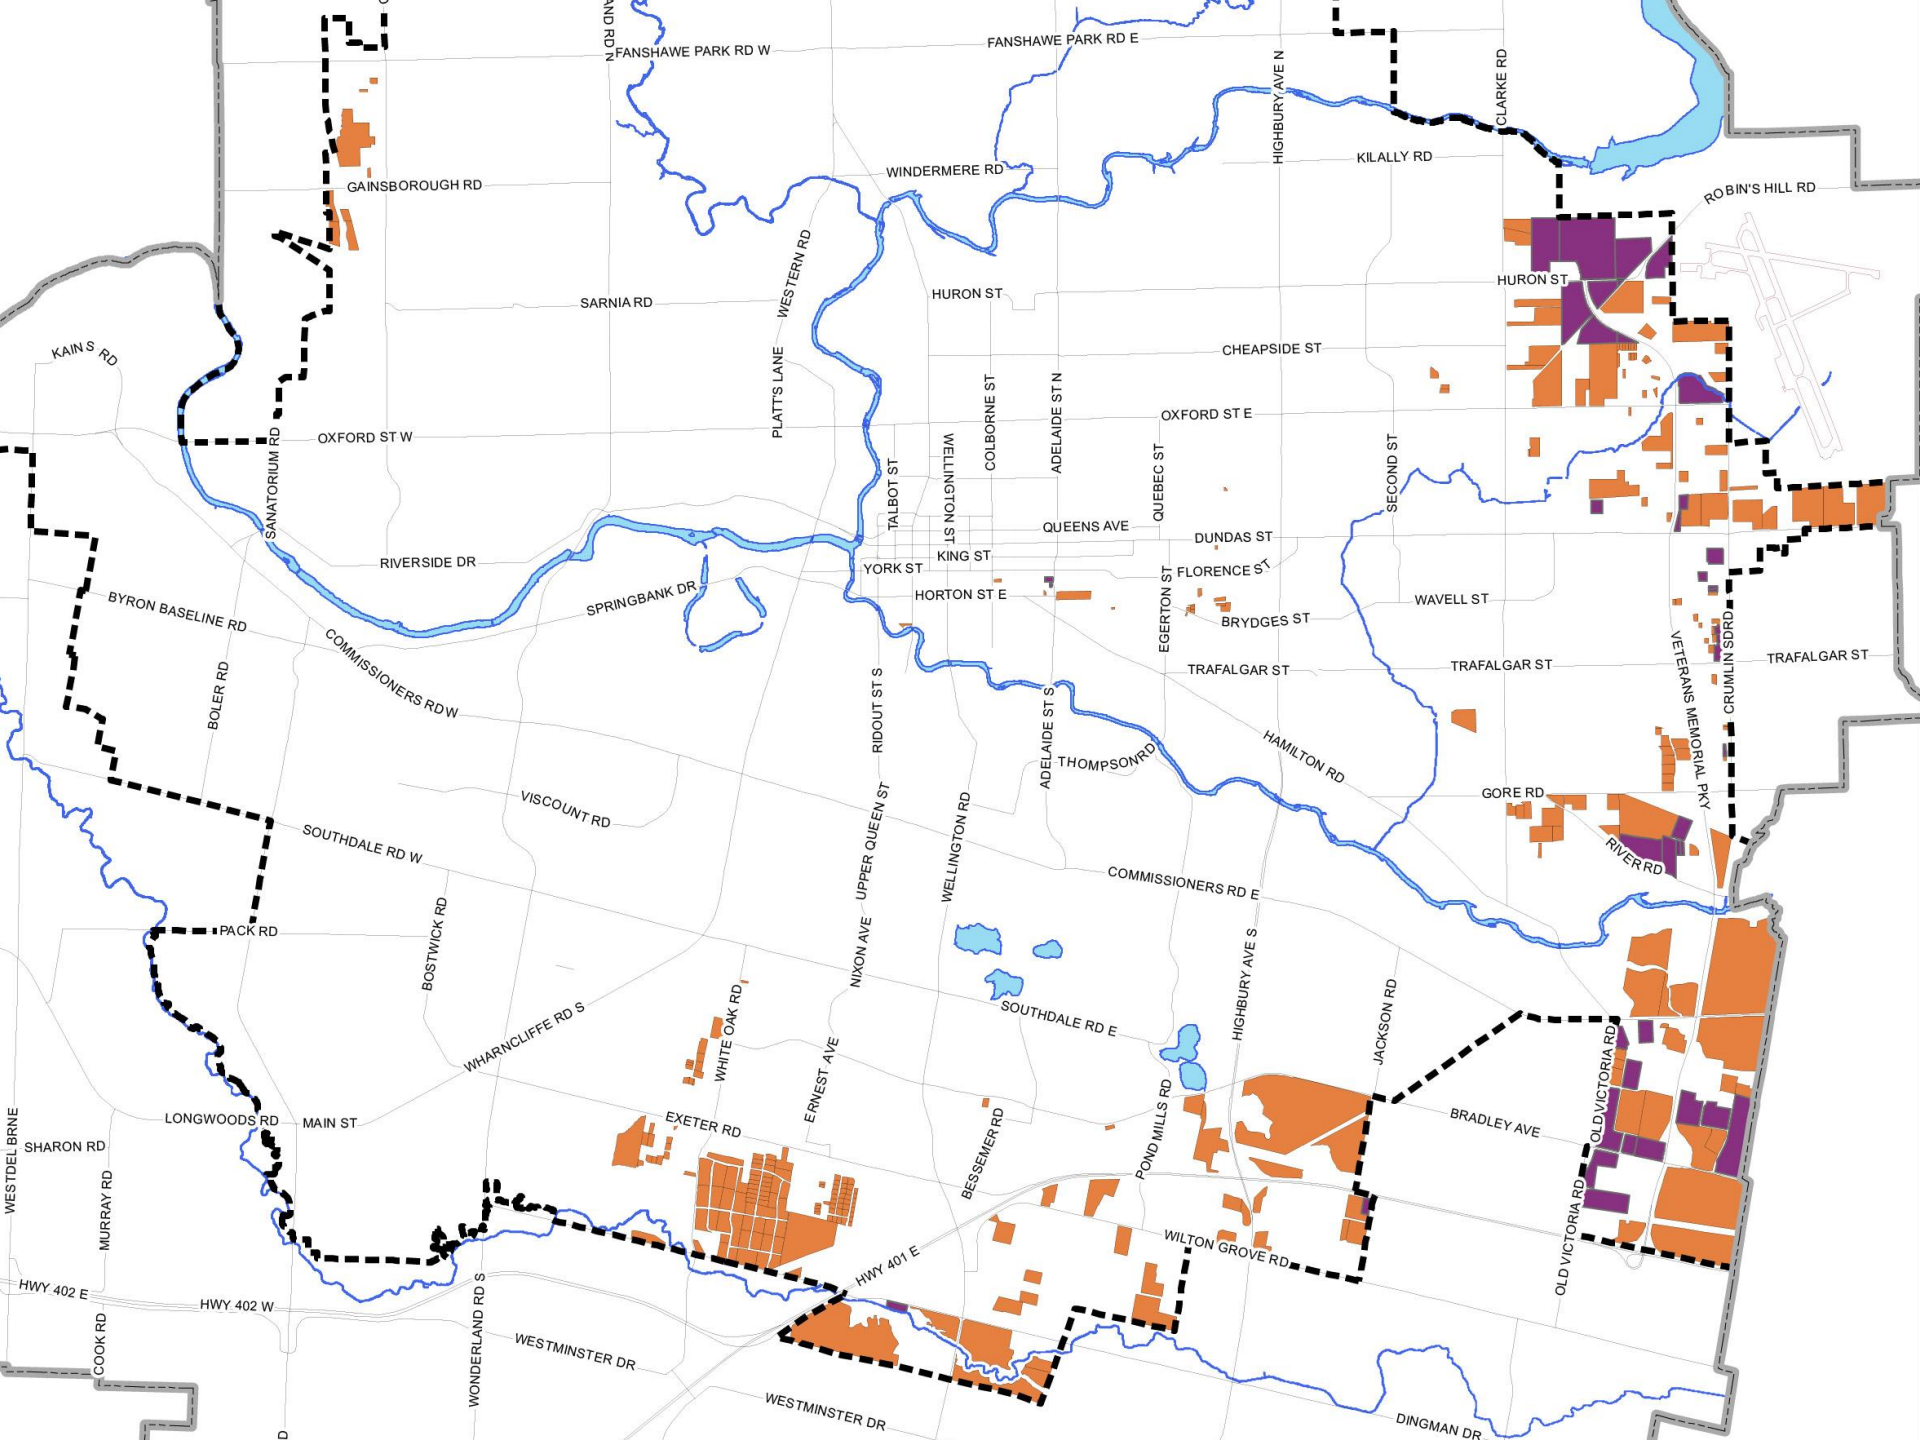 FANSHAWE PARK RD W
FANSHAWE PARK RD E
HIGHBURY AVE N
CLARKE RD
WINDERMERE RD
KILALLY RD
GAINSBOROUGH RD
ROBIN'S HILL RD
WESTERN RD
SARNIA RD
HURON ST
HURON ST
KAINS RD
PLATT'S LANE
CHEAPSIDE ST
COLBORNE ST
ADELAIDE ST N
OXFORD ST W
OXFORD ST E
SANATORIUM RD
TALBOT ST
WELLINGTON ST
QUEBEC ST
SECOND ST
QUEENS AVE
DUNDAS ST
KING ST
RIVERSIDE DR
YORK ST
FLORENCE ST
SPRINGBANK DR
HORTON ST E
EGERTON ST
WAVELL ST
BYRON BASELINE RD
BRYDGES ST
COMMISSIONERS RD W
BOLER RD
TRAFALGAR ST
TRAFALGAR ST
TRAFALGAR ST
VETERANS MEMORIAL PKY
CRUMLIN SDRD
RIDOUT ST S
ADELAIDE ST S
THOMPSON RD
HAMILTON RD
VISCOUNT RD
GORE RD
SOUTHDALE RD W
UPPER QUEEN ST
WELLINGTON RD
RIVER RD
COMMISSIONERS RD E
PACK RD
BOSTWICK RD
NIXON AVE
HIGHBURY AVE S
JACKSON RD
WHARNCLIFFE RD S
WHITE OAK RD
SOUTHDALE RD E
ERNEST AVE
OLD VICTORIA RD
LONGWOODS RD
MAIN ST
EXETER RD
BESSEMER RD
POND MILLS RD
BRADLEY AVE
SHARON RD
WESTDEL BRNE
MURRAY RD
WILTON GROVE RD
OLD VICTORIA RD
HWY 401 E
HWY 402 E
HWY 402 W
COOK RD
WONDERLAND RD S
WESTMINSTER DR
WESTMINSTER DR
DINGMAN DR